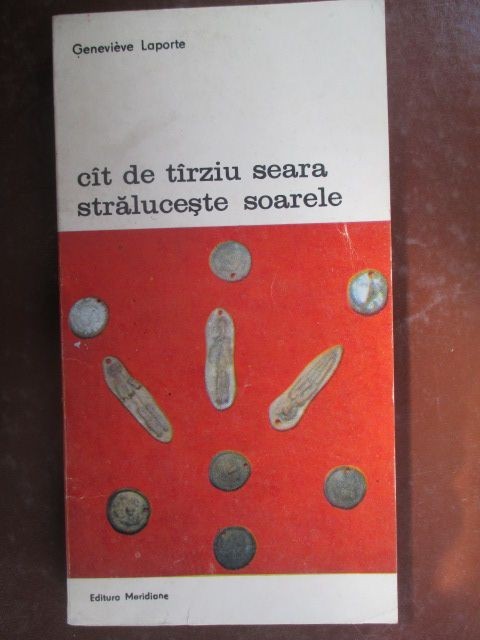 Geneviève Laporte
cît de tîrziu seara
strălucește soarele
Editura Meridiane